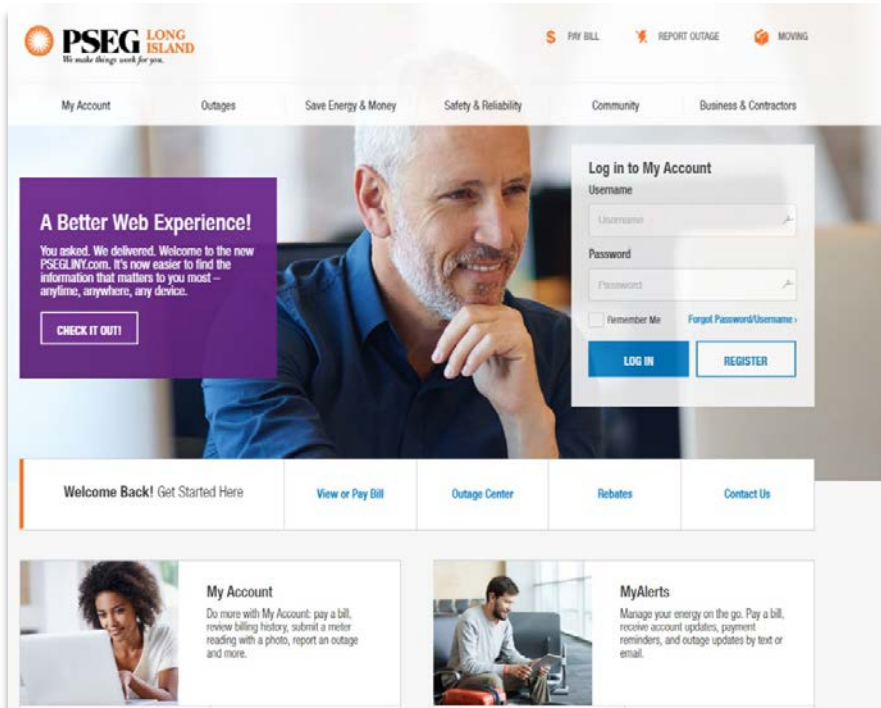 PSEG LONG ISLAND
We make things work for you.
$ PAY BILL REPORT OUTAGE MOVING
My Account Outages Save Energy & Money Safety & Reliability Community Business & Contractors
Log in to My Account
Username
Username
Password
Password
Remember Me Forgot Password/Username ›
LOG IN REGISTER
A Better Web Experience!
You asked. We delivered. Welcome to the new
PSEGLINY.com. It's now easier to find the
information that matters to you most –
anytime, anywhere, any device.
CHECK IT OUT!
Welcome Back! Get Started Here View or Pay Bill Outage Center Rebates Contact Us
My Account
Do more with My Account: pay a bill,
review billing history, submit a meter
reading with a photo, report an outage
and more.
MyAlerts
Manage your energy on the go. Pay a bill,
receive account updates, payment
reminders, and outage updates by text or
email.